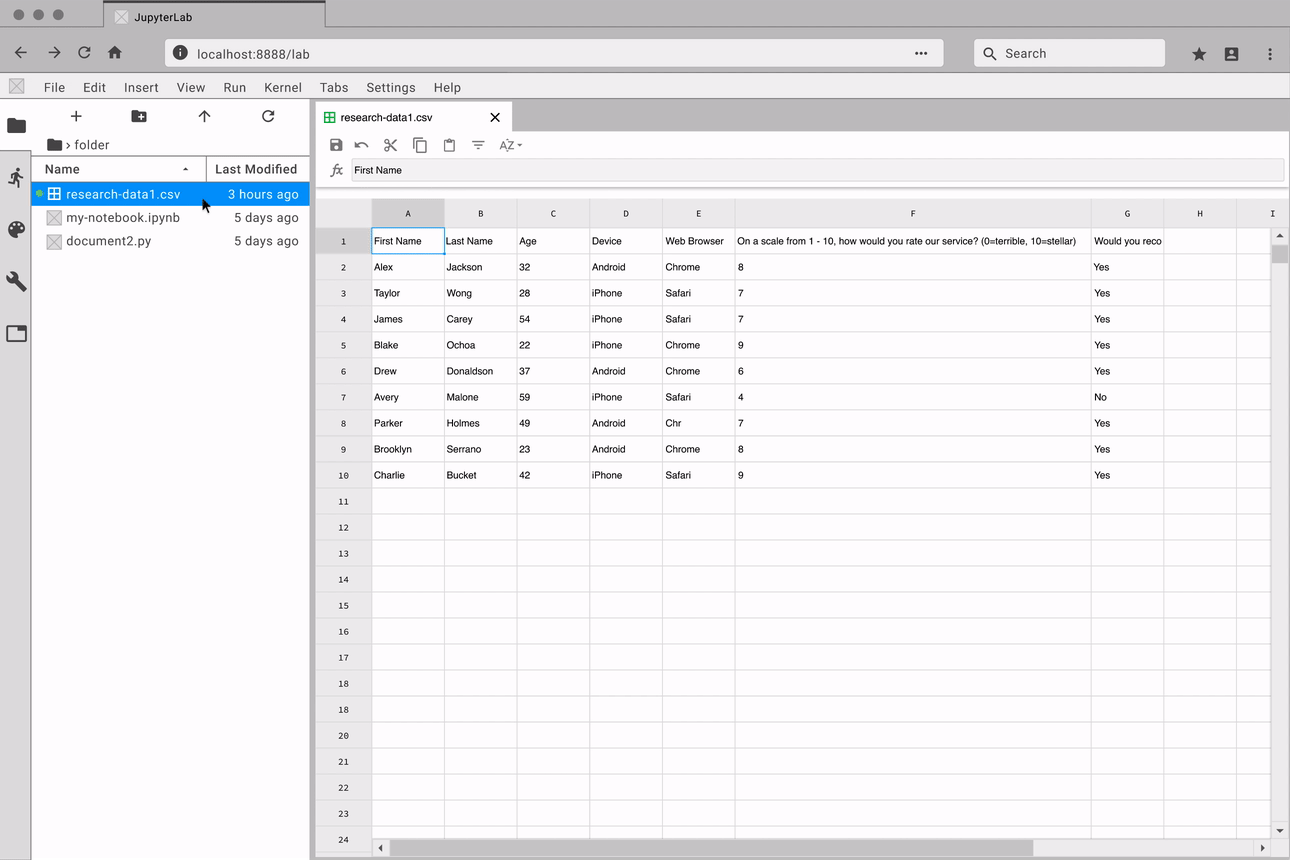 JupyterLab
localhost:8888/lab
Search
File Edit Insert View Run Kernel Tabs Settings Help
research-data1.csv
› folder
First Name
Name Last Modified
research-data1.csv 3 hours ago
my-notebook.ipynb 5 days ago
document2.py 5 days ago
A B C D E F G H I
1 First Name Last Name Age Device Web Browser On a scale from 1 - 10, how would you rate our service? (0=terrible, 10=stellar) Would you reco
2 Alex Jackson 32 Android Chrome 8 Yes
3 Taylor Wong 28 iPhone Safari 7 Yes
4 James Carey 54 iPhone Safari 7 Yes
5 Blake Ochoa 22 iPhone Chrome 9 Yes
6 Drew Donaldson 37 Android Chrome 6 Yes
7 Avery Malone 59 iPhone Safari 4 No
8 Parker Holmes 49 Android Chr 7 Yes
9 Brooklyn Serrano 23 Android Chrome 8 Yes
10 Charlie Bucket 42 iPhone Safari 9 Yes
11
12
13
14
15
16
17
18
18
20
21
22
23
24